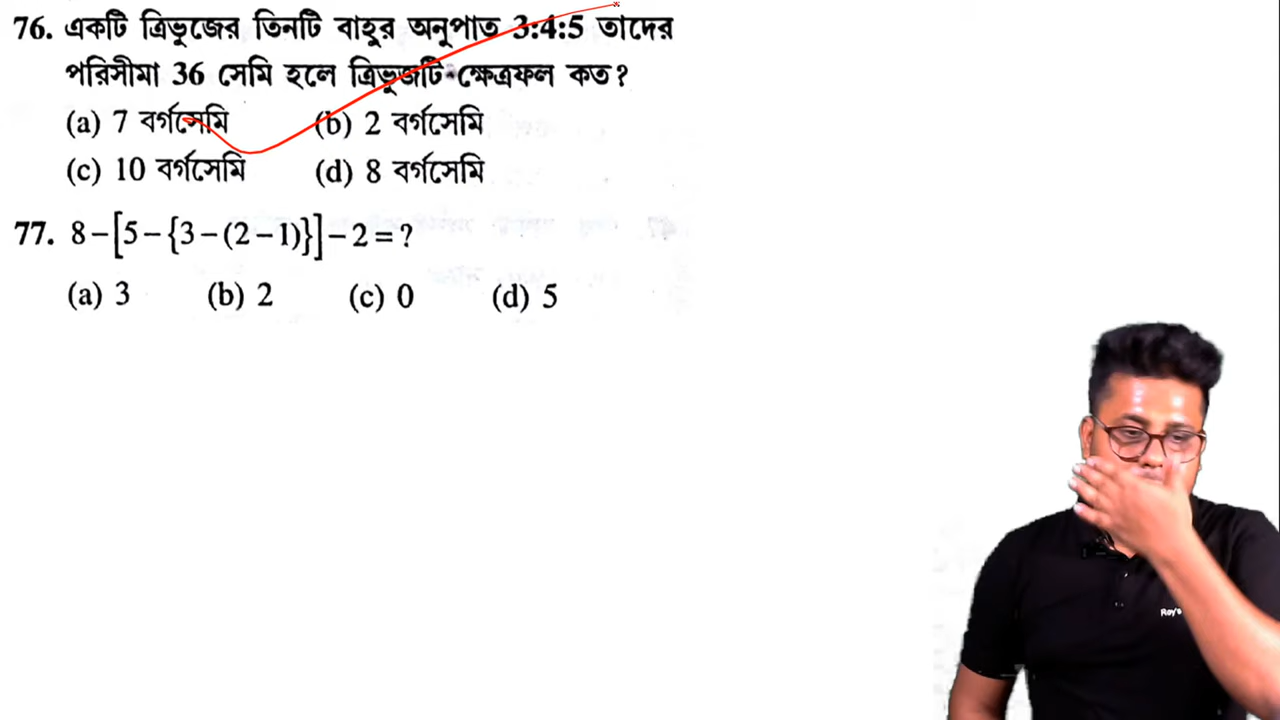 76. একটি ত্রিভুজের তিনটি বাহুর অনুপাত 3:4:5 তাদের
পরিসীমা 36 সেমি হলে ত্রিভুজটি ক্ষেত্রফল কত?
(a) 7 বর্গসেমি (b) 2 বর্গসেমি
(c) 10 বর্গসেমি (d) 8 বর্গসেমি
77. 8-[5-{3-(2-1)}]-2=?
(a) 3 (b) 2 (c) 0 (d) 5
Roy's